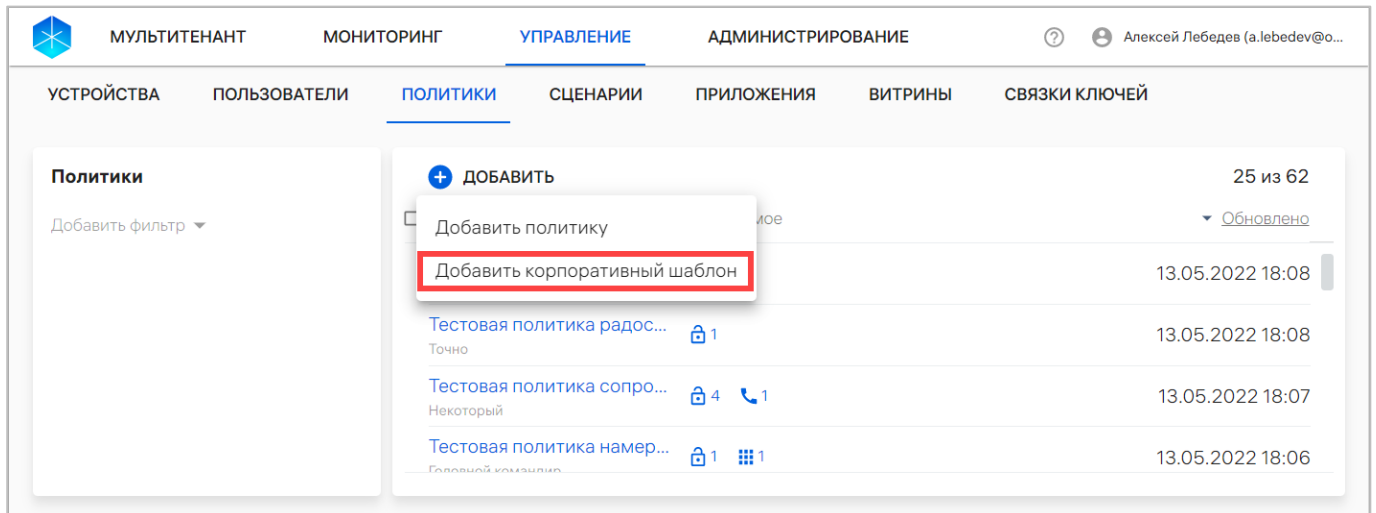 МУЛЬТИТЕНАНТ МОНИТОРИНГ УПРАВЛЕНИЕ АДМИНИСТРИРОВАНИЕ Алексей Лебедев (a.lebedev@o...
УСТРОЙСТВА ПОЛЬЗОВАТЕЛИ ПОЛИТИКИ СЦЕНАРИИ ПРИЛОЖЕНИЯ ВИТРИНЫ СВЯЗКИ КЛЮЧЕЙ
Политики
Добавить фильтр
ДОБАВИТЬ 25 из 62
Обновлено
Добавить политику
Добавить корпоративный шаблон
13.05.2022 18:08
Тестовая политика радос... 1 13.05.2022 18:08
Точно
Тестовая политика сопро... 4 1 13.05.2022 18:07
Некоторый
Тестовая политика намер... 1 1 13.05.2022 18:06
Головной командир